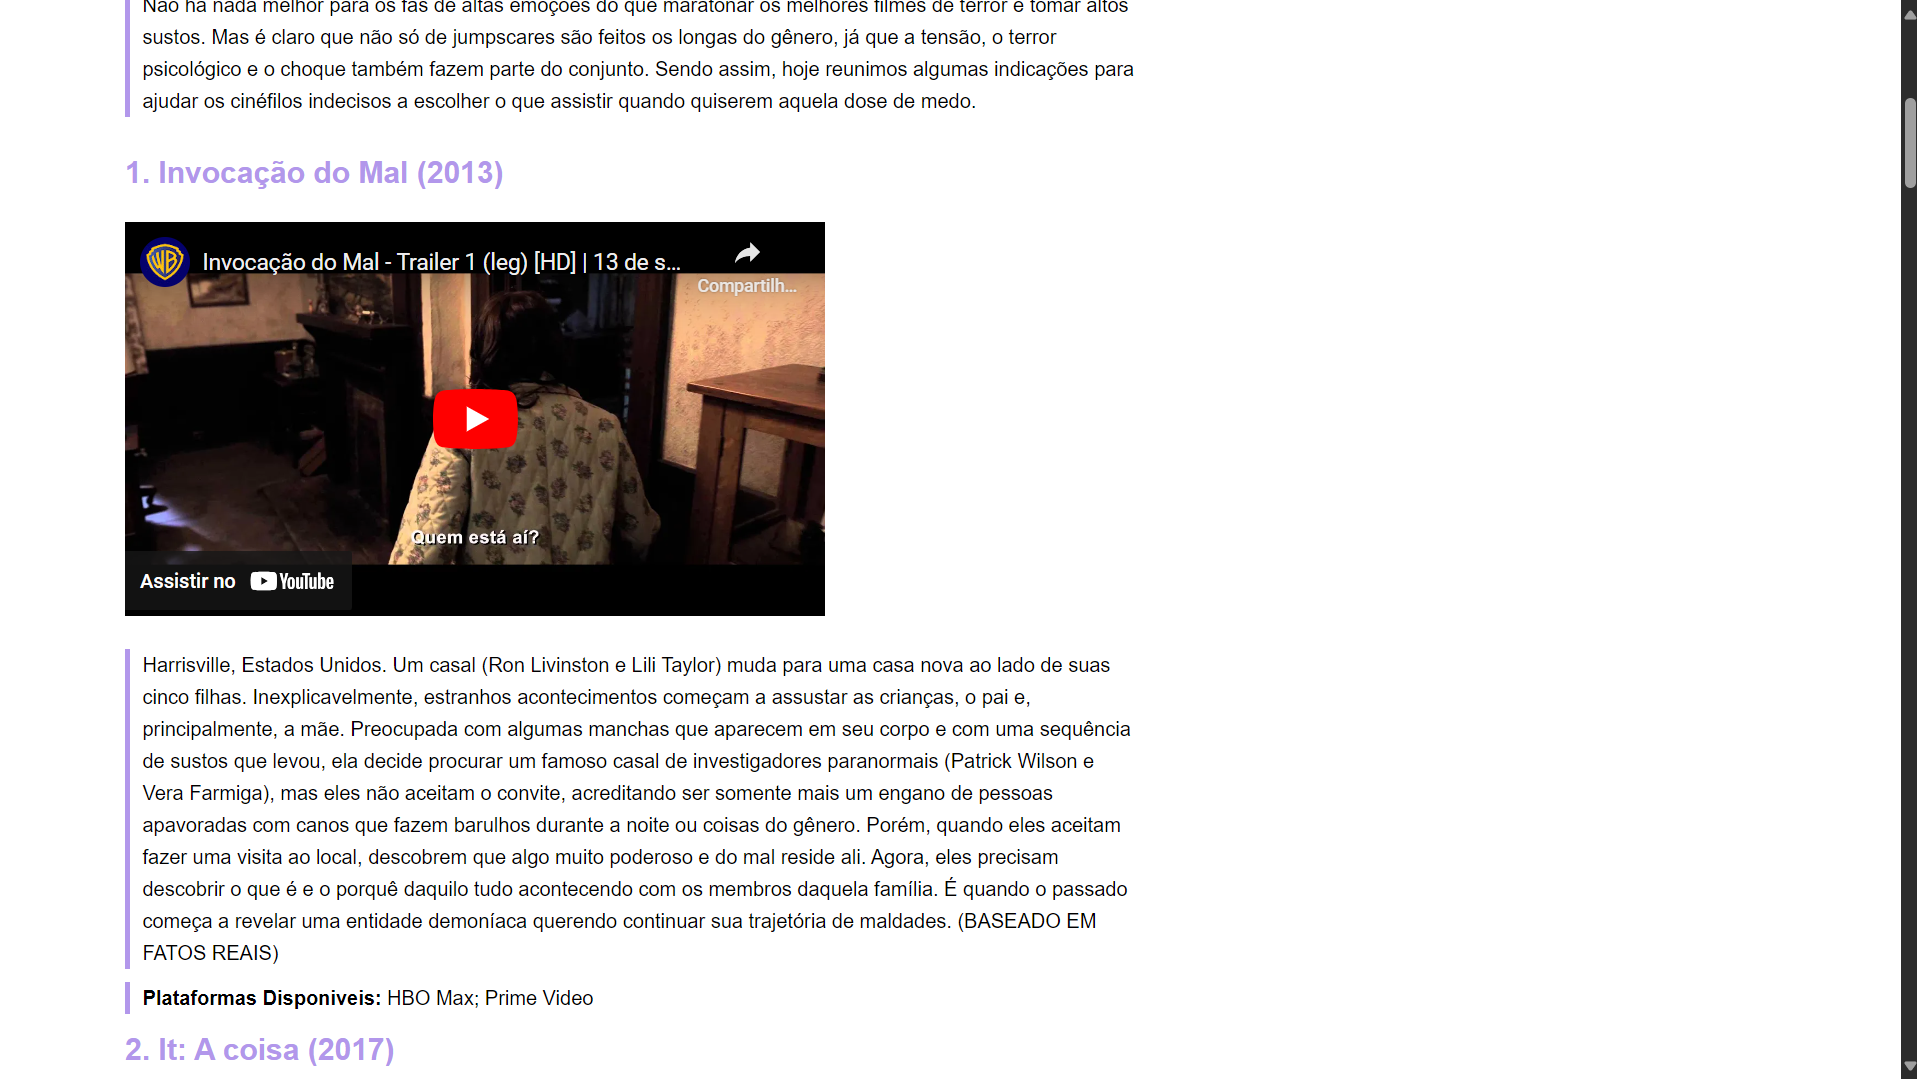 Não há nada melhor para os fãs de altas emoções do que maratonar os melhores filmes de terror e tomar altos
sustos. Mas é claro que não só de jumpscares são feitos os longas do gênero, já que a tensão, o terror
psicológico e o choque também fazem parte do conjunto. Sendo assim, hoje reunimos algumas indicações para
ajudar os cinéfilos indecisos a escolher o que assistir quando quiserem aquela dose de medo.
1. Invocação do Mal (2013)
WB
Invocação do Mal - Trailer 1 (leg) [HD] | 13 de s...
Compartilh...
Quem está aí?
Assistir no YouTube
Harrisville, Estados Unidos. Um casal (Ron Livinston e Lili Taylor) muda para uma casa nova ao lado de suas
cinco filhas. Inexplicavelmente, estranhos acontecimentos começam a assustar as crianças, o pai e,
principalmente, a mãe. Preocupada com algumas manchas que aparecem em seu corpo e com uma sequência
de sustos que levou, ela decide procurar um famoso casal de investigadores paranormais (Patrick Wilson e
Vera Farmiga), mas eles não aceitam o convite, acreditando ser somente mais um engano de pessoas
apavoradas com canos que fazem barulhos durante a noite ou coisas do gênero. Porém, quando eles aceitam
fazer uma visita ao local, descobrem que algo muito poderoso e do mal reside ali. Agora, eles precisam
descobrir o que é e o porquê daquilo tudo acontecendo com os membros daquela família. É quando o passado
começa a revelar uma entidade demoníaca querendo continuar sua trajetória de maldades. (BASEADO EM
FATOS REAIS)
Plataformas Disponiveis: HBO Max; Prime Video
2. It: A coisa (2017)